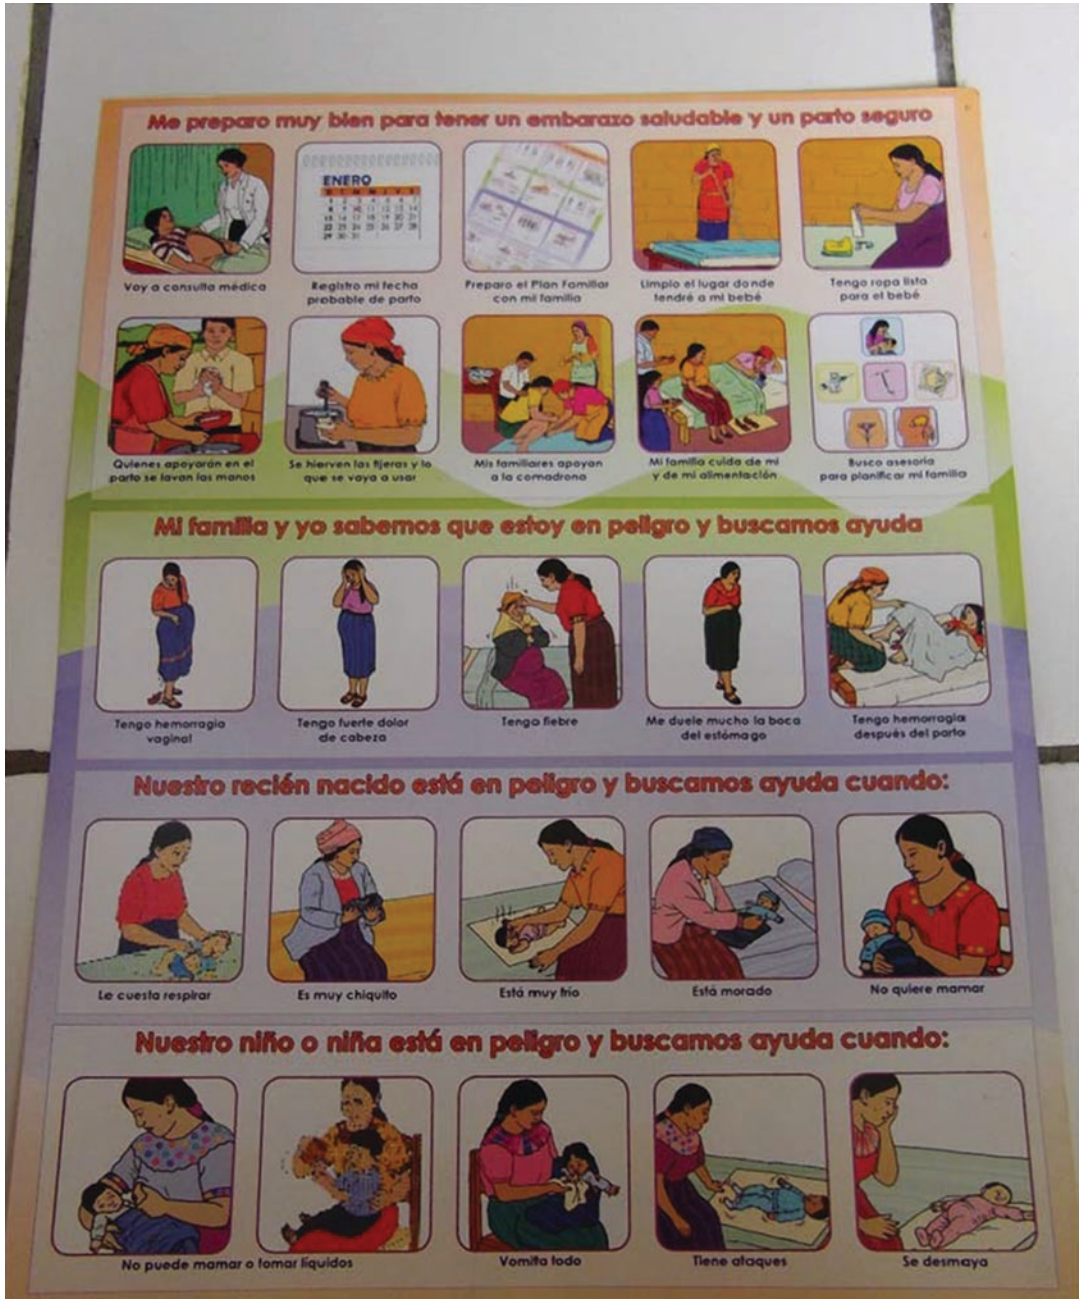 Me preparo muy bien para tener un embarazo saludable y un parto seguro
ENERO
Voy a consulta médica
Registro mi fecha
probable de parto
Preparo el Plan Familiar
con mi familia
Limpio el lugar donde
tendré a mi bebé
Tengo ropa lista
para el bebé
Quienes apoyarán en el
parto se lavan las manos
Se hierven las tijeras y lo
que se vaya a usar
Mis familiares apoyan
a la comadrona
Mi familia cuida de mi
y de mi alimentación
Busco asesoría
para planificar mi familia
Mi familia y yo sabemos que estoy en peligro y buscamos ayuda
Tengo hemorragia
vaginal
Tengo fuerte dolor
de cabeza
Tengo fiebre
Me duele mucho la boca
del estómago
Tengo hemorragia
después del parto
Nuestro recién nacido está en peligro y buscamos ayuda cuando:
Le cuesta respirar
Es muy chiquito
Está muy frío
Está morado
No quiere mamar
Nuestro niño o niña está en peligro y buscamos ayuda cuando:
No puede mamar o tomar líquidos
Vomita todo
Tiene ataques
Se desmaya